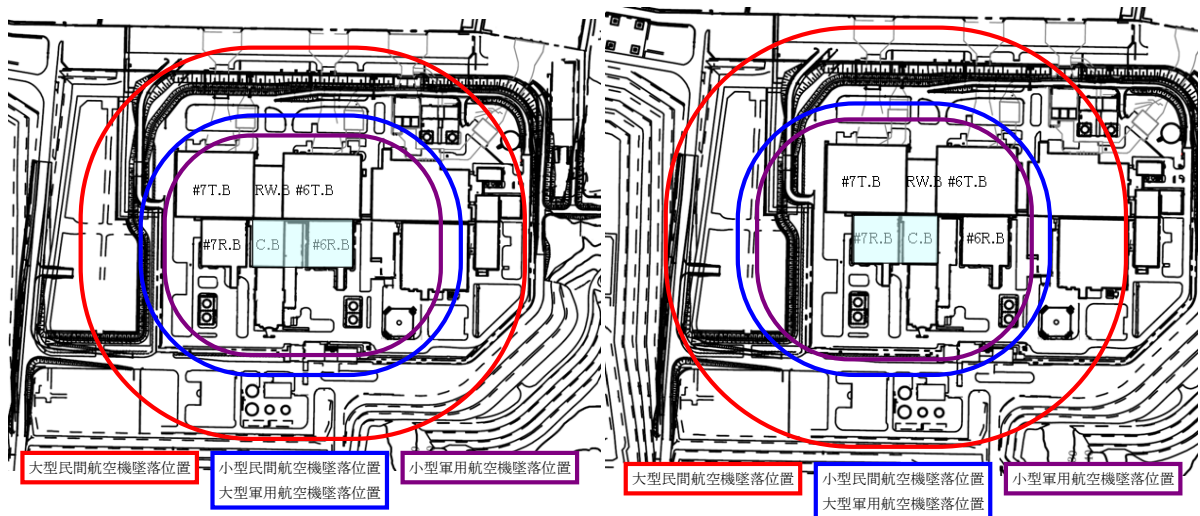 #7T.B
RW.B
#6T.B
#7R.B
C.B
#6R.B
大型民間航空機墜落位置
小型民間航空機墜落位置
大型軍用航空機墜落位置
小型軍用航空機墜落位置
#7T.B
RW.B
#6T.B
#7R.B
C.B
#6R.B
大型民間航空機墜落位置
小型民間航空機墜落位置
大型軍用航空機墜落位置
小型軍用航空機墜落位置